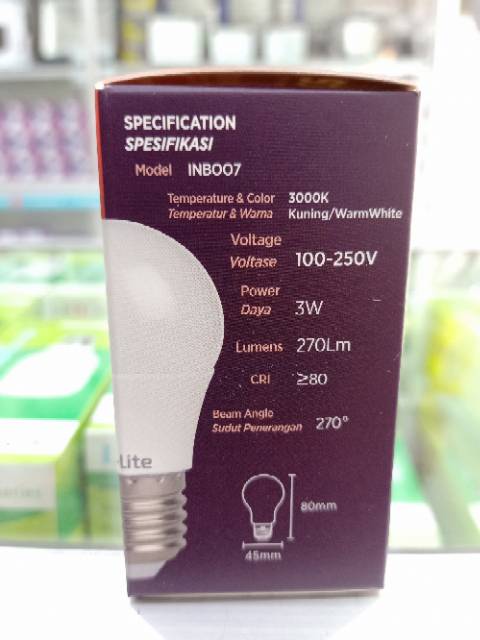 SPECIFICATION
SPESIFIKASI
Model INB007
Temperature & Color 3000K
Temperatur & Warna Kuning/WarmWhite
Voltage
Voltase 100-250V
Power
Daya 3W
Lumens 270Lm
CRI ≥80
Beam Angle
Sudut Penerangan 270°
-Lite
80mm
45mm